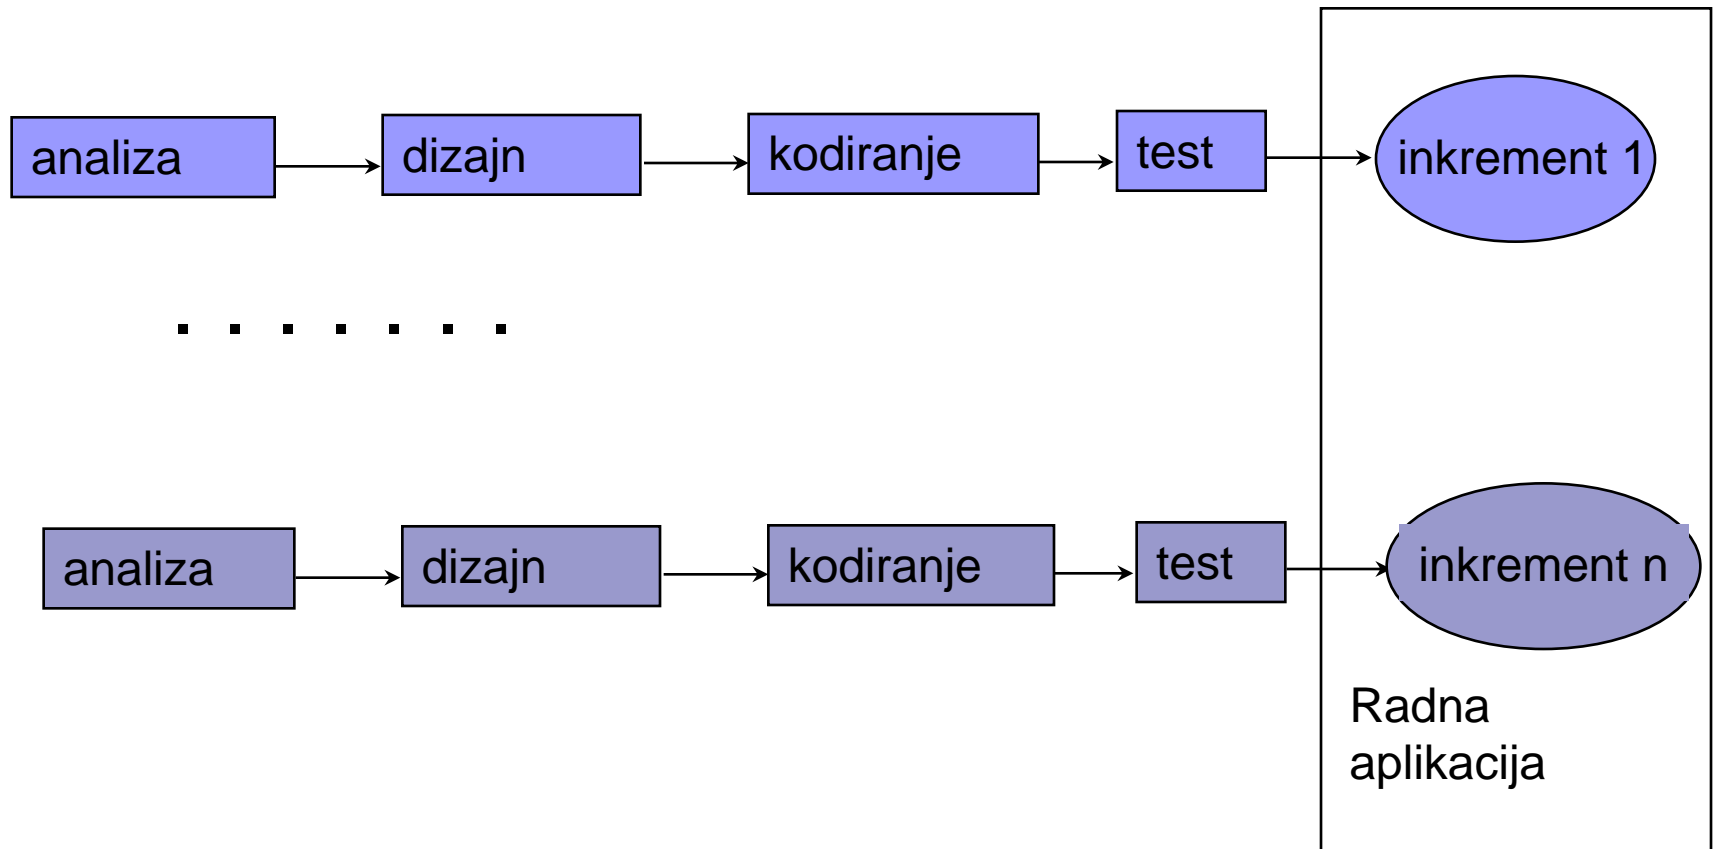 analiza
dizajn
kodiranje
test
inkrement 1
. . . . . . .
analiza
dizajn
kodiranje
test
inkrement n
Radna
aplikacija